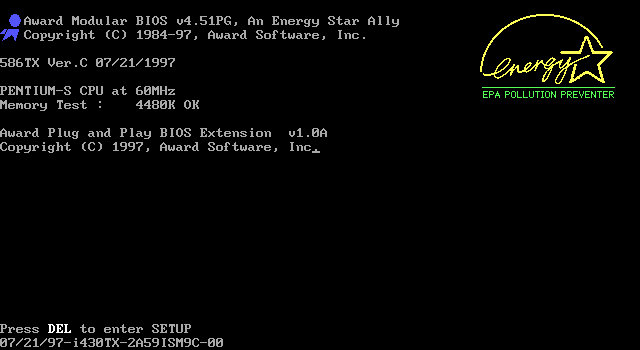 Award Modular BIOS v4.51PG, An Energy Star Ally
Copyright (C) 1984-97, Award Software, Inc.
energy
EPA POLLUTION PREVENTER
586TX Ver.C 07/21/1997
PENTIUM-S CPU at 60MHz
Memory Test :    4480K OK
Award Plug and Play BIOS Extension  v1.0A
Copyright (C) 1997, Award Software, Inc_
Press DEL to enter SETUP
07/21/97-i430TX-2A59ISM9C-00